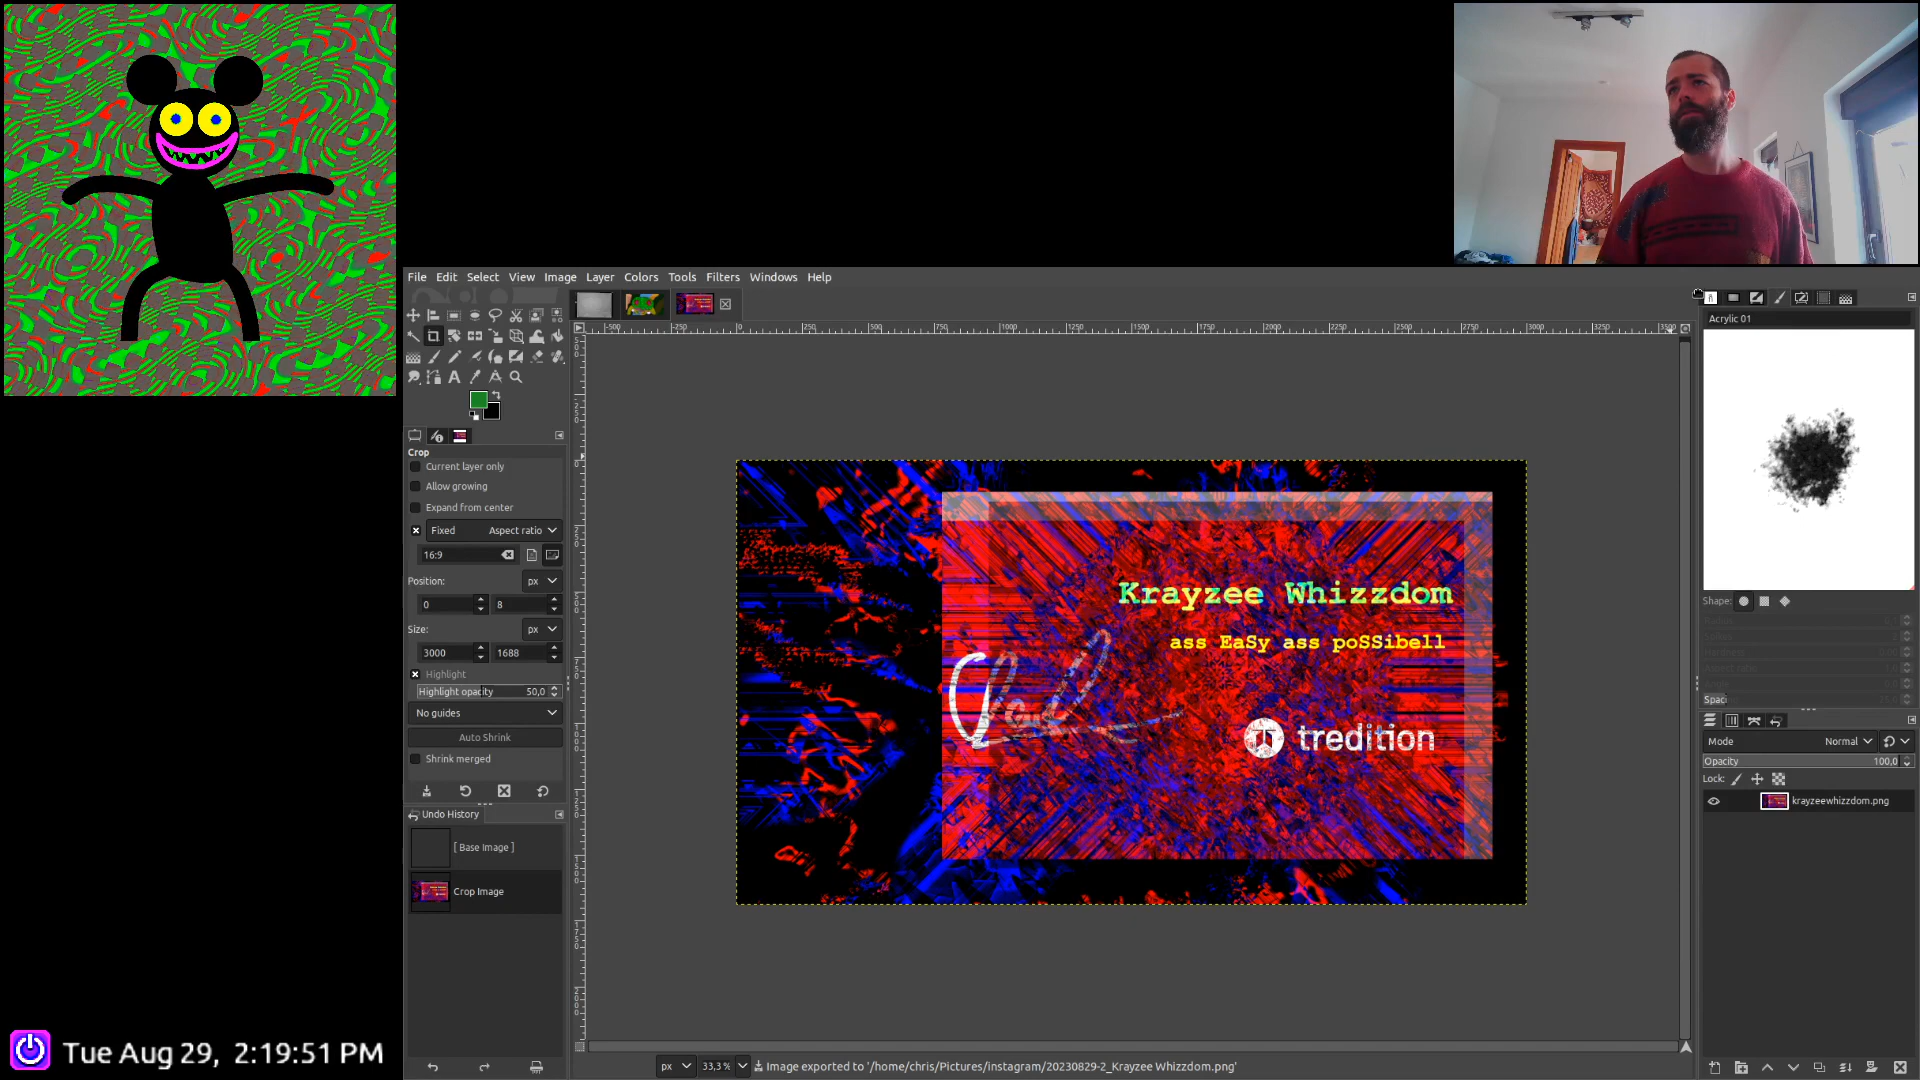 File Edit Select View Image Layer Colors Tools Windows Help
Filters
Acrylic 01
Crop
Current layer only
Allow growing
Expand from center
Fixed Aspect ratio
16:9
Position: px
0 8
Size: px
3000 1688
Highlight
Highlight opacity 50,0
No guides
Auto Shrink
Shrink merged
Undo History
[ Base Image ]
Crop Image
Krayzee Whizzdom
ass EaSy ass poSSibell
tredition
Shape:
Mode Normal
Opacity 100,0
Lock:
krayzeewhizzdom.png
px 33,3 % Image exported to '/home/chris/Pictures/instagram/20230829-2_Krayzee Whizzdom.png'
Tue Aug 29, 2:19:51 PM